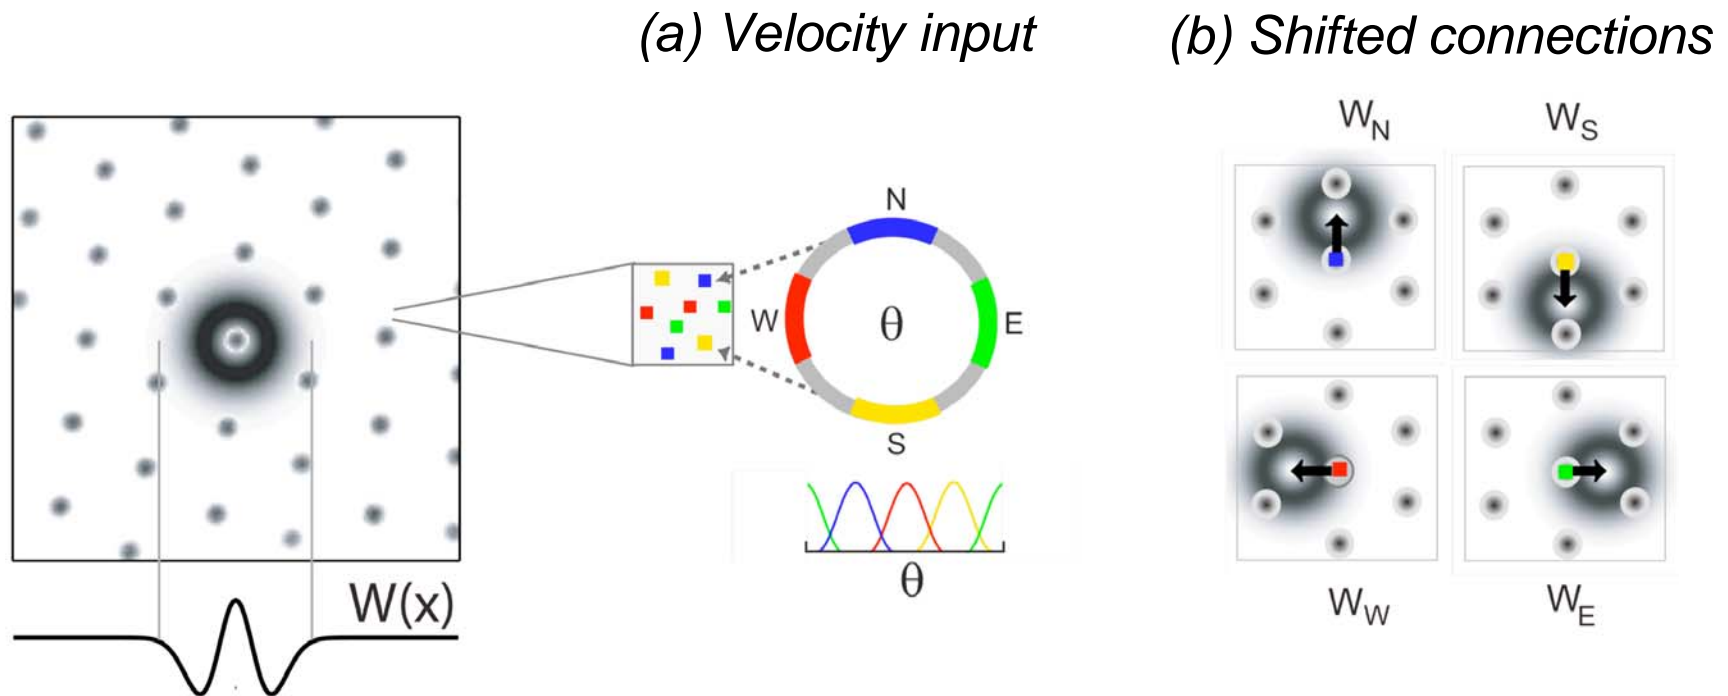 (a) Velocity input
(b) Shifted connections
W_N
W_S
N
W
θ
E
S
θ
W(x)
W_W
W_E